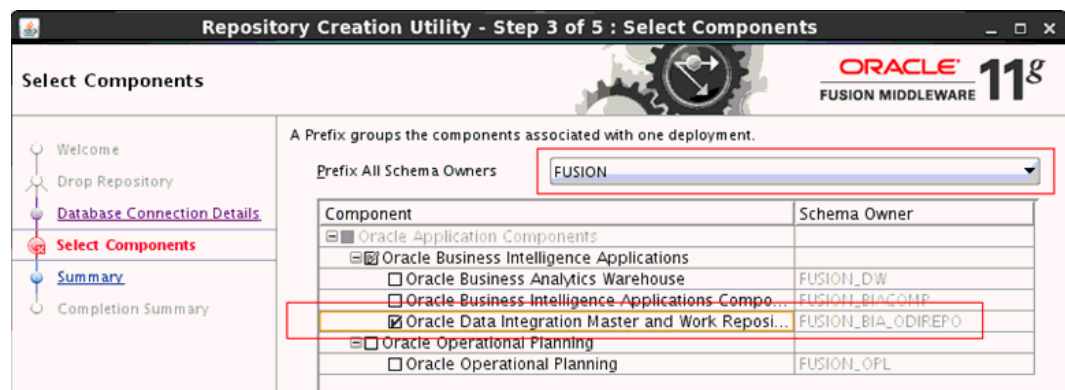 Repository Creation Utility - Step 3 of 5 : Select Components
Select Components
ORACLE
FUSION MIDDLEWARE
11g
Welcome
Drop Repository
Database Connection Details
Select Components
Summary
Completion Summary
A Prefix groups the components associated with one deployment.
Prefix All Schema Owners FUSION
Component Schema Owner
Oracle Application Components
Oracle Business Intelligence Applications
Oracle Business Analytics Warehouse FUSION_DW
Oracle Business Intelligence Applications Compo... FUSION_BIACOMP
Oracle Data Integration Master and Work Reposi... FUSION_BIA_ODIREPO
Oracle Operational Planning
Oracle Operational Planning FUSION_OPL